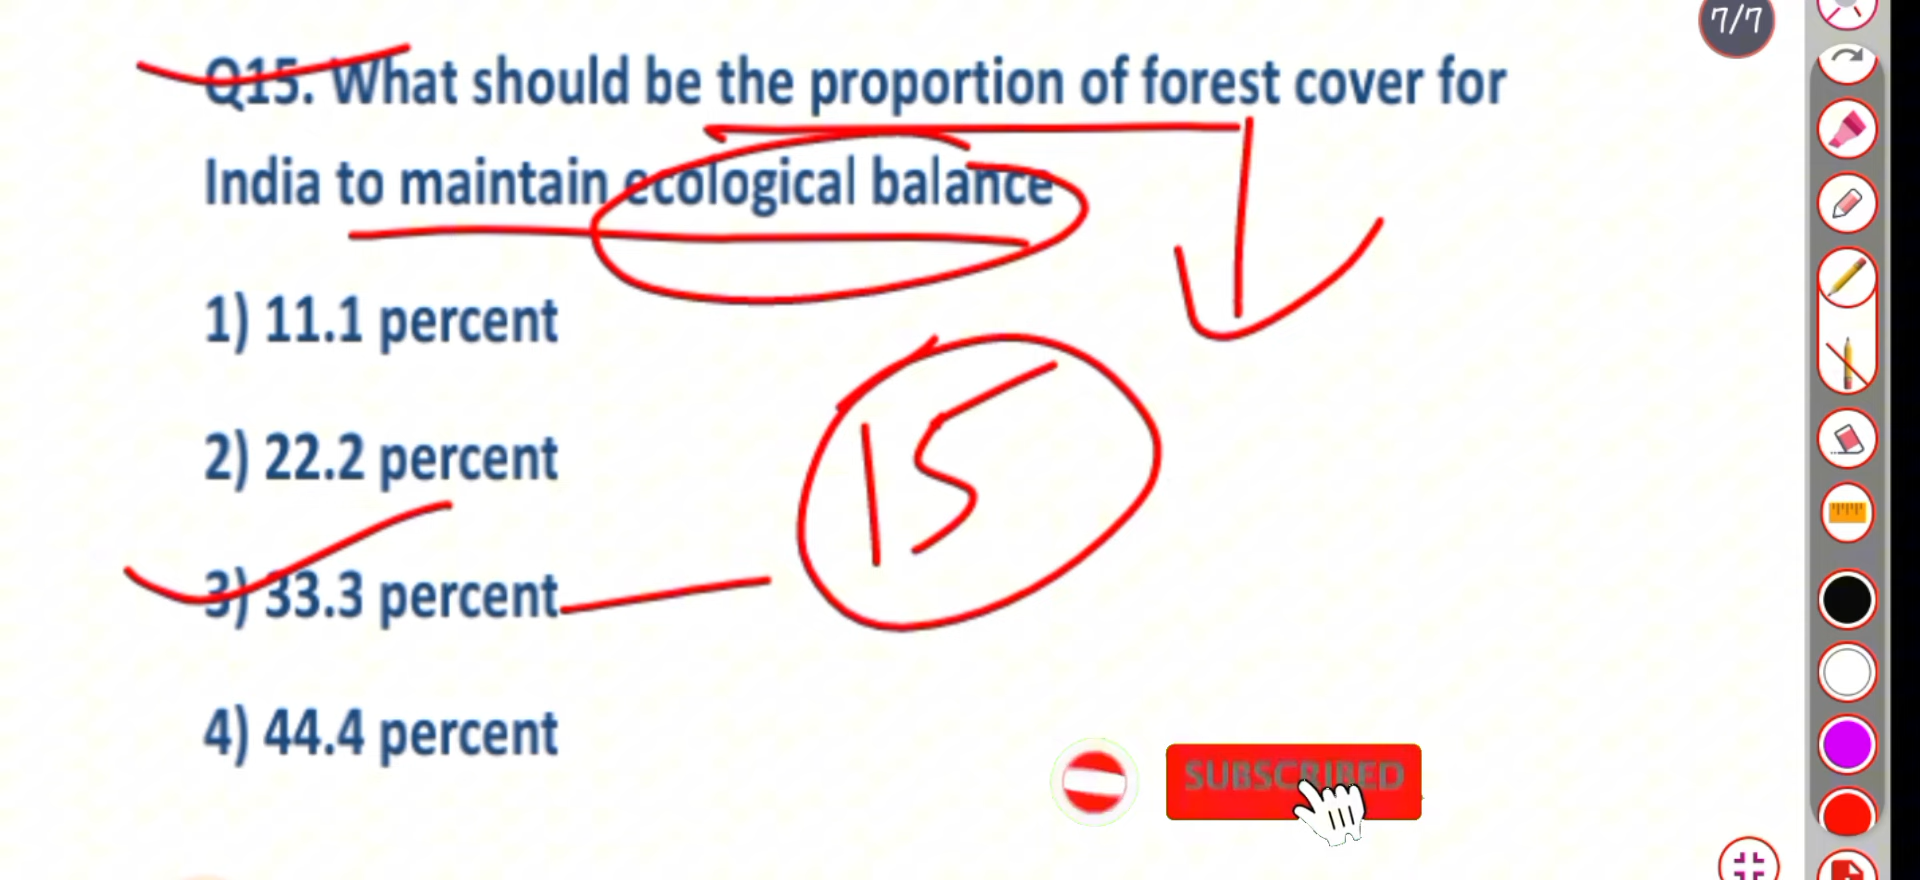 7/7
Q15. What should be the proportion of forest cover for
India to maintain ecological balance
1) 11.1 percent
2) 22.2 percent
15
3) 33.3 percent
4) 44.4 percent
SUBSCRIBED